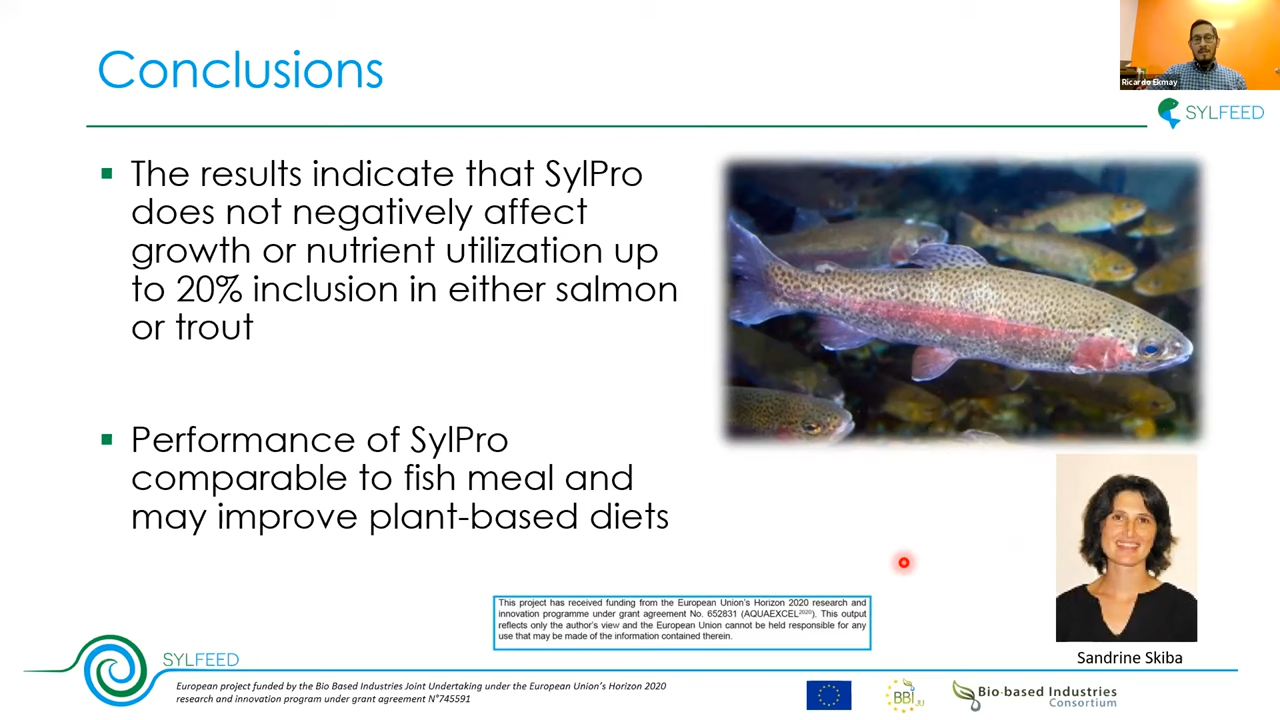 Conclusions
Ricardo Ekmay
SYLFEED
▪ The results indicate that SylPro
does not negatively affect
growth or nutrient utilization up
to 20% inclusion in either salmon
or trout
▪ Performance of SylPro
comparable to fish meal and
may improve plant-based diets
This project has received funding from the European Union's Horizon 2020 research and
innovation programme under grant agreement No. 652831 (AQUAEXCEL²⁰²⁰). This output
reflects only the author's view and the European Union cannot be held responsible for any
use that may be made of the information contained therein.
Sandrine Skiba
SYLFEED
European project funded by the Bio Based Industries Joint Undertaking under the European Union's Horizon 2020
research and innovation program under grant agreement N°745591
BBI JU
Bio-based Industries
Consortium